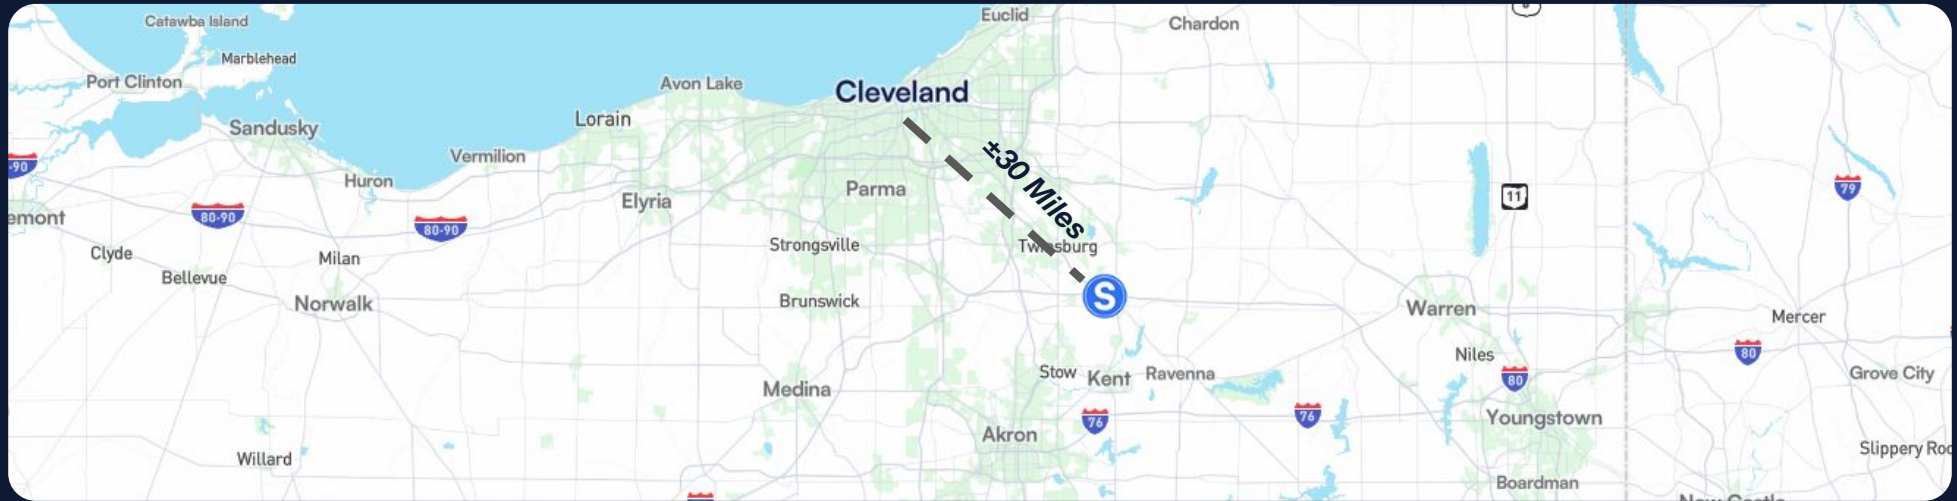 Catawba Island
Euclid
Chardon
Marblehead
Port Clinton
Avon Lake
Cleveland
Lorain
Sandusky
±30 Miles
-90
Vermilion
Huron
Parma
79
11
Elyria
80-90
emont
80-90
Strongsville
Twinsburg
Clyde
Milan
Bellevue
S
Brunswick
Norwalk
Warren
Mercer
Niles
80
Stow
Kent
Ravenna
Grove City
80
Medina
76
76
Youngstown
Akron
Slippery Roc
Willard
Boardman
New Castle